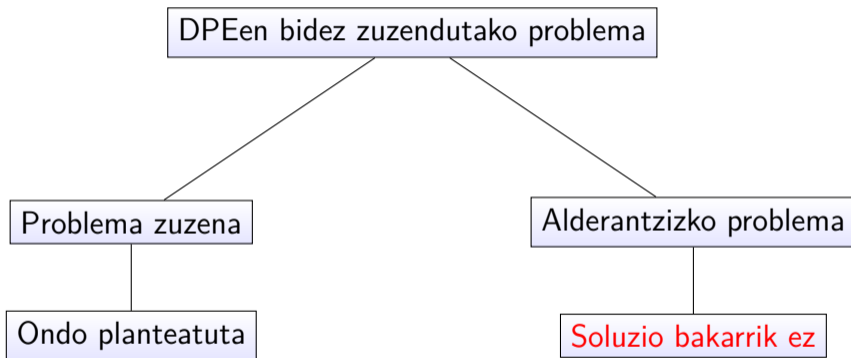 DPEen bidez zuzendutako problema
Problema zuzena
Alderantzizko problema
Ondo planteatuta
Soluzio bakarrik ez